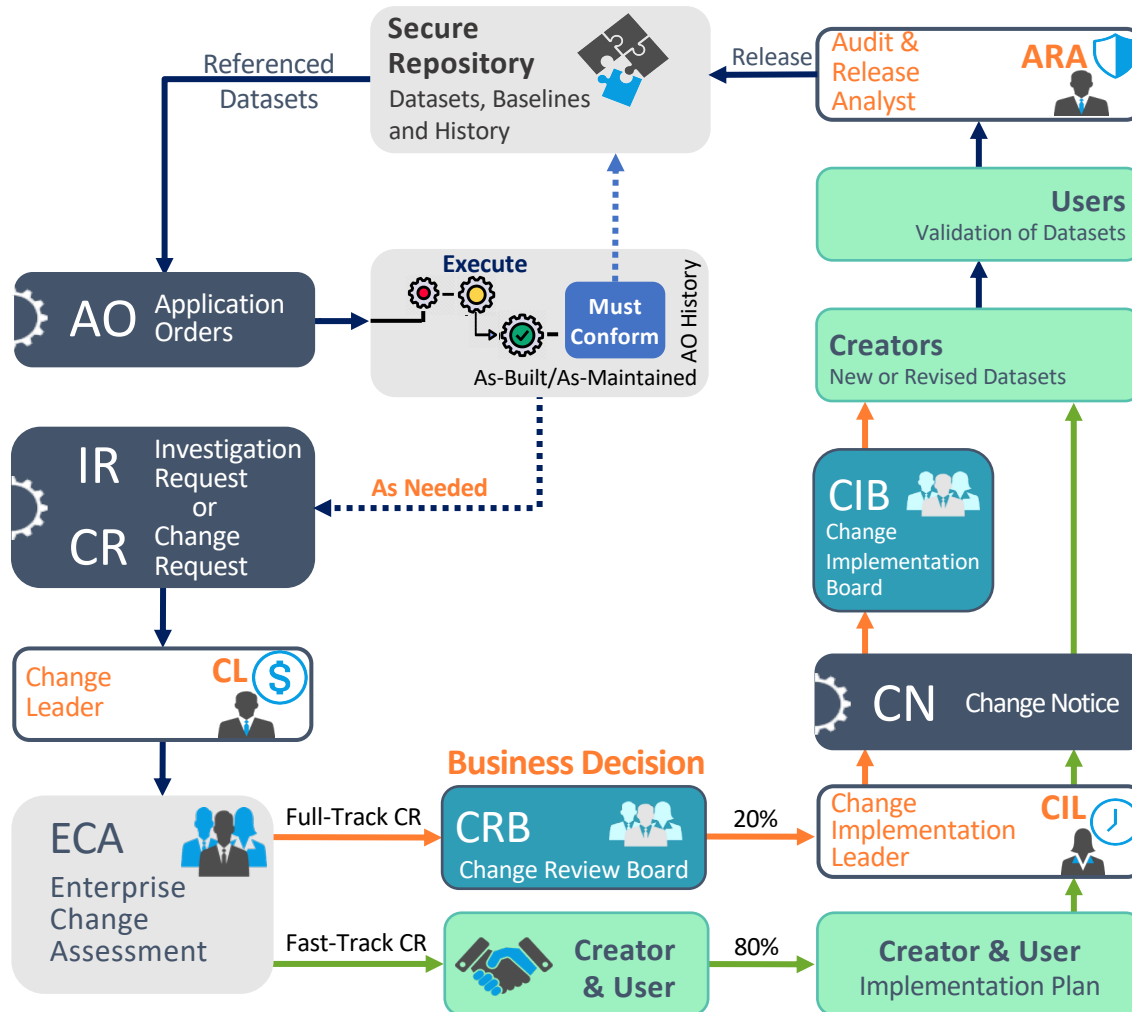 Secure
Repository
Datasets, Baselines
and History
Release
Audit &
Release
Analyst
ARA
Referenced
Datasets
Users
Validation of Datasets
AO
Application
Orders
Execute
Must
Conform
AO History
As-Built/As-Maintained
Creators
New or Revised Datasets
IR
Investigation
Request
or
CR
Change
Request
As Needed
CIB
Change
Implementation
Board
Change
Leader
CL
$
CN
Change Notice
Business Decision
ECA
Enterprise
Change
Assessment
Full-Track CR
CRB
Change Review Board
20%
Change
Implementation
Leader
CIL
Fast-Track CR
Creator
& User
80%
Creator & User
Implementation Plan